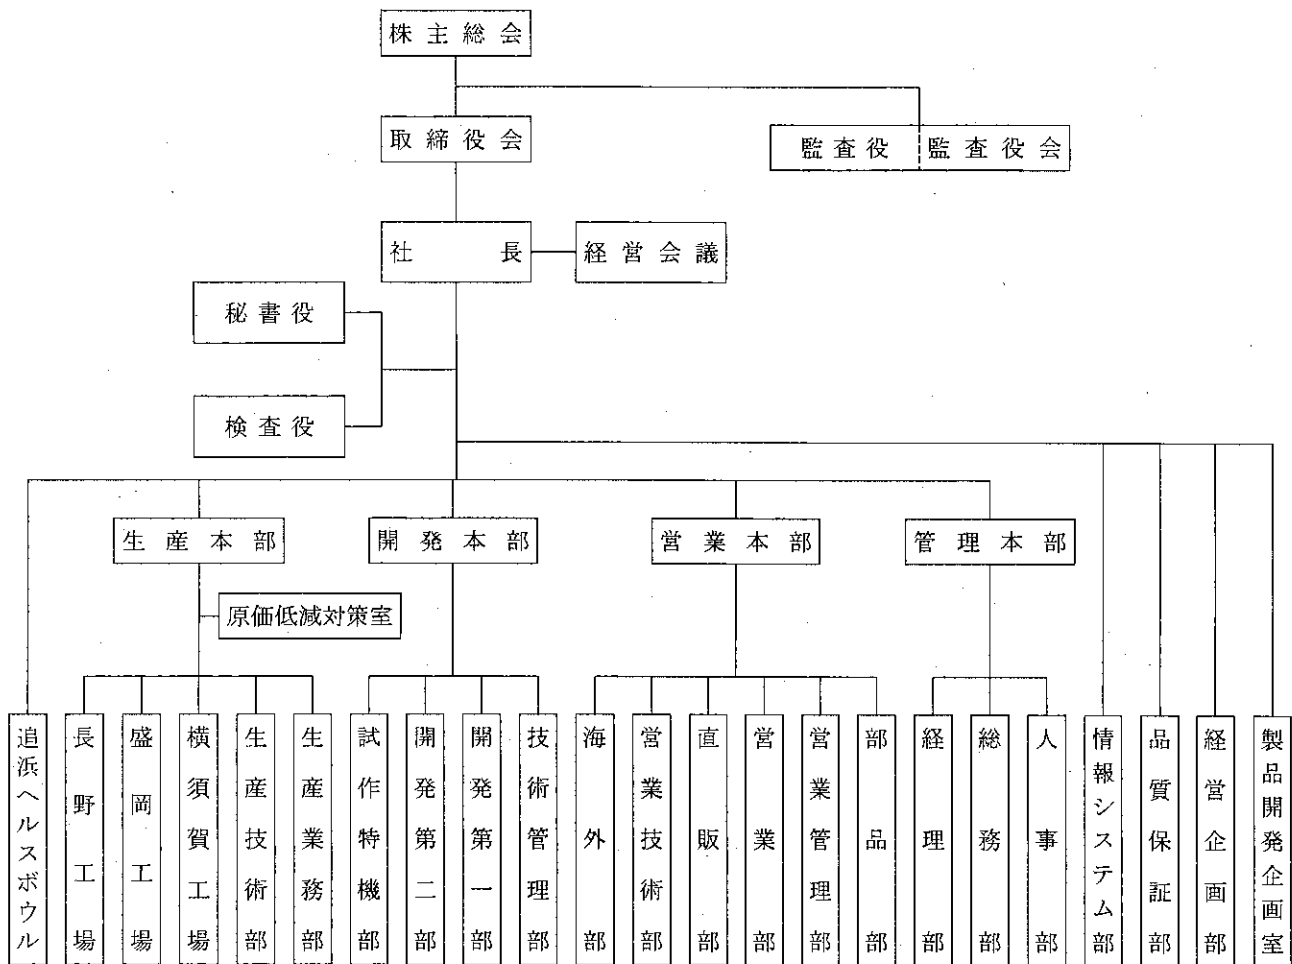 株主総会
取締役会
監査役
監査役会
社長
経営会議
秘書役
検査役
生産本部
開発本部
営業本部
管理本部
原価低減対策室
追浜ヘルスボウル
長野工場
盛岡工場
横須賀工場
生産技術部
生産業務部
試作特機部
開発第二部
開発第一部
技術管理部
海外部
営業技術部
直販部
営業部
営業管理部
部品部
経理部
総務部
人事部
情報システム部
品質保証部
経営企画部
製品開発企画室